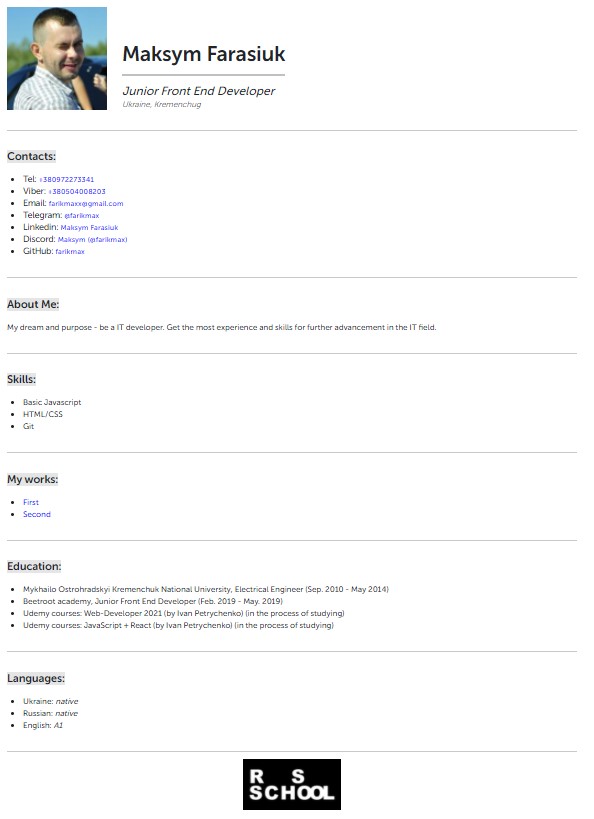 Maksym Farasiuk
Junior Front End Developer
Ukraine, Kremenchug
Contacts:
Tel: +380972273341
Viber: +380504008203
Email: farikmaxx@gmail.com
Telegram: @farikmax
Linkedin: Maksym Farasiuk
Discord: Maksym (@farikmax)
GitHub: farikmax
About Me:
My dream and purpose - be a IT developer. Get the most experience and skills for further advancement in the IT field.
Skills:
Basic Javascript
HTML/CSS
Git
My works:
First
Second
Education:
Mykhailo Ostrohradskyi Kremenchuk National University, Electrical Engineer (Sep. 2010 - May 2014)
Beetroot academy, Junior Front End Developer (Feb. 2019 - May. 2019)
Udemy courses: Web-Developer 2021 (by Ivan Petrychenko) (in the process of studying)
Udemy courses: JavaScript + React (by Ivan Petrychenko) (in the process of studying)
Languages:
Ukraine: native
Russian: native
English: A1
R S
SCHOOL